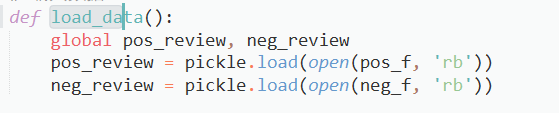 def load_data():
    global pos_review, neg_review
    pos_review = pickle.load(open(pos_f, 'rb'))
    neg_review = pickle.load(open(neg_f, 'rb'))